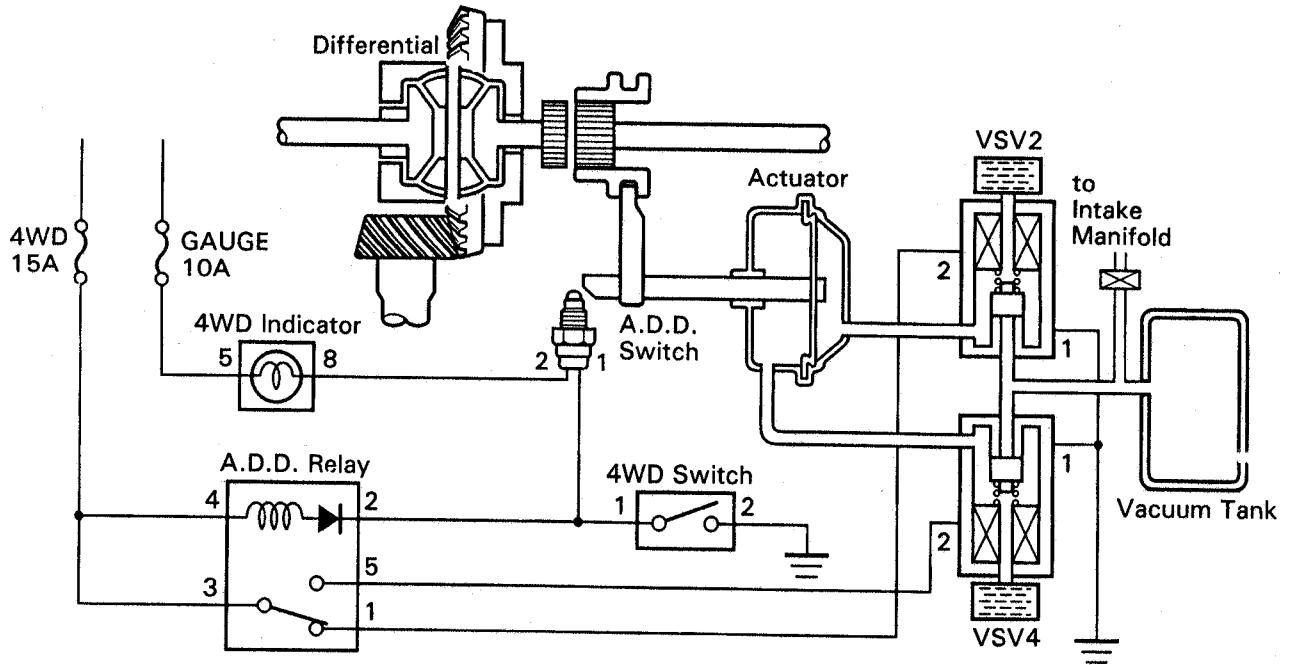 Differential
VSV2
Actuator
to
Intake
Manifold
4WD
15A
GAUGE
10A
2
4WD Indicator
5
8
A.D.D.
Switch
2
1
1
A.D.D. Relay
4
2
4WD Switch
1
2
1
Vacuum Tank
2
5
3
1
VSV4